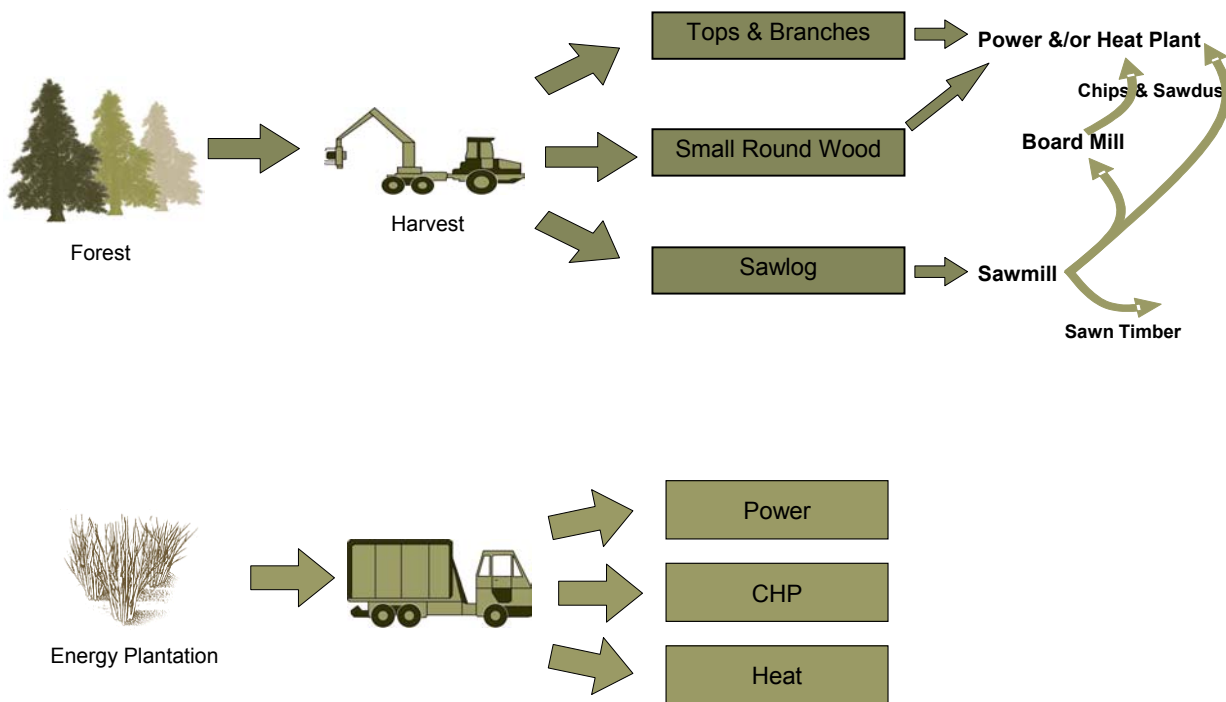 Tops & Branches
Power &/or Heat Plant
Chips & Sawdus
Small Round Wood
Board Mill
Forest
Harvest
Sawlog
Sawmill
Sawn Timber
Power
CHP
Energy Plantation
Heat